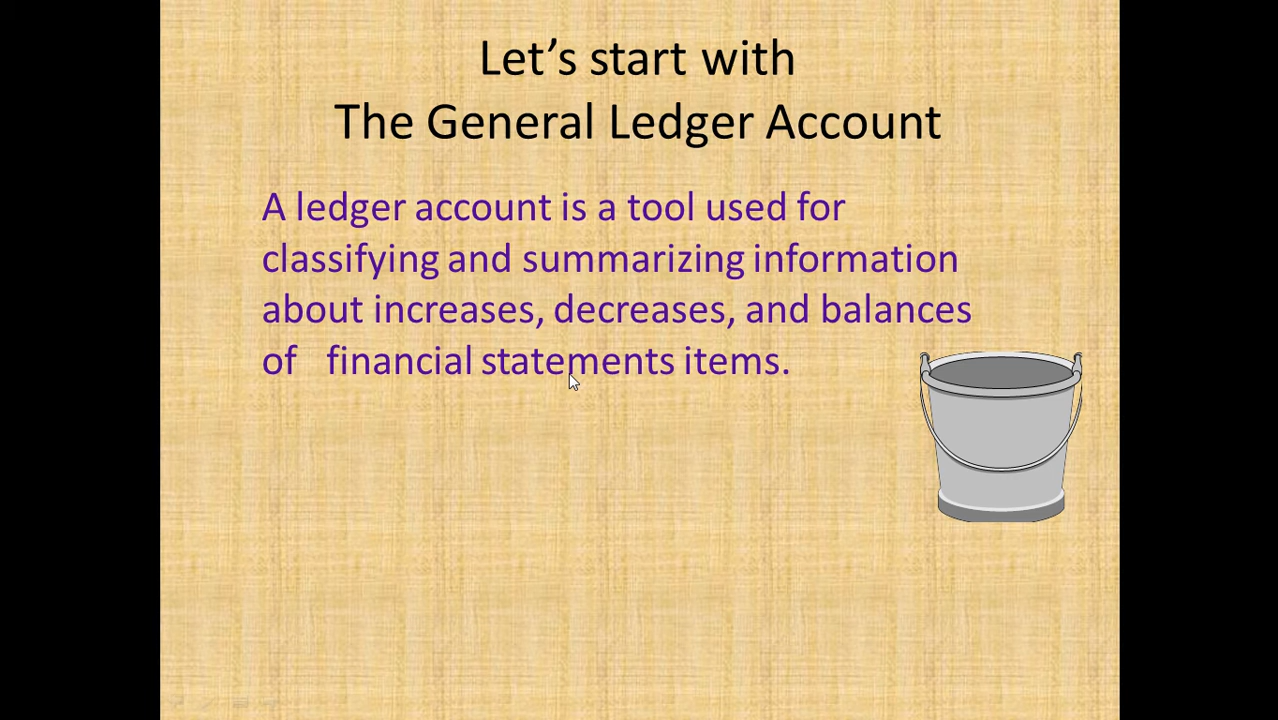 Let’s start with
The General Ledger Account
A ledger account is a tool used for
classifying and summarizing information
about increases, decreases, and balances
of financial statements items.